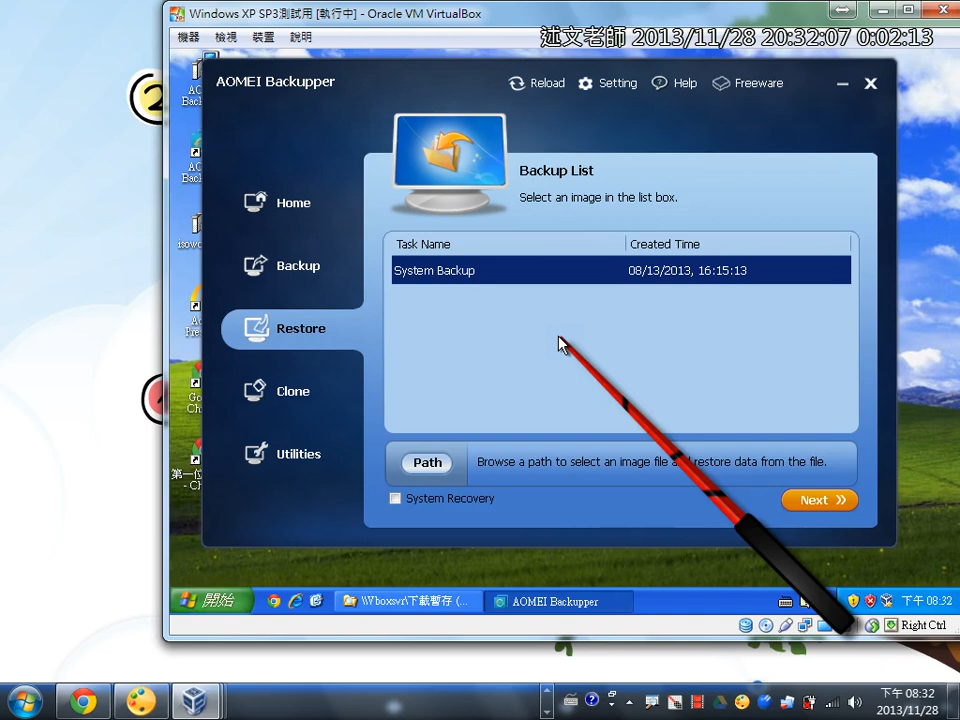 Windows XP SP3測試用 [執行中] - Oracle VM VirtualBox
機器 檢視 裝置 說明
述文老師 2013/11/28 20:32:07 0:02:13
AOMEI Backupper
Reload Setting Help Freeware
Backup List
Select an image in the list box.
Home
Backup
Restore
Clone
Utilities
Task Name Created Time
System Backup 08/13/2013, 16:15:13
Path Browse a path to select an image file and restore data from the file.
System Recovery
Next
開始 \\Vboxsvr\下載暫存 (... AOMEI Backupper 下午 08:32
Right Ctrl
下午 08:32
2013/11/28